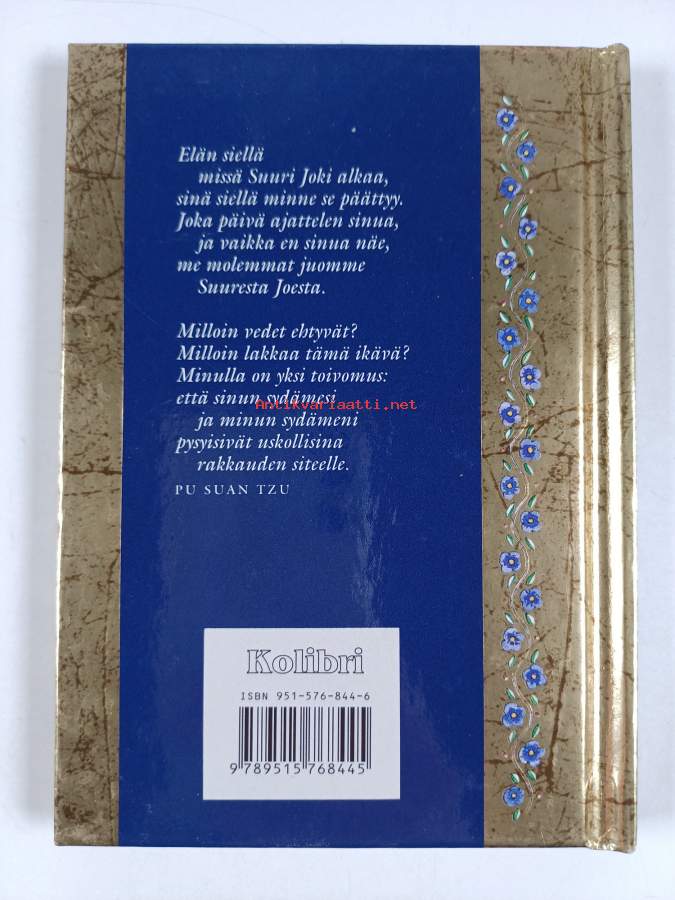 Elän siellä
missä Suuri Joki alkaa,
sinä siellä minne se päättyy.
Joka päivä ajattelen sinua,
ja vaikka en sinua näe,
me molemmat juomme
Suuresta Joesta.
Milloin vedet ehtyvät?
Milloin lakkaa tämä ikävä?
Minulla on yksi toivomus:
että sinun sydämesi
Antikvariaatti.net
ja minun sydämeni
pysyisivät uskollisina
rakkauden siteelle.
PU SUAN TZU
Kolibri
ISBN 951-576-844-6
9 789515 768445